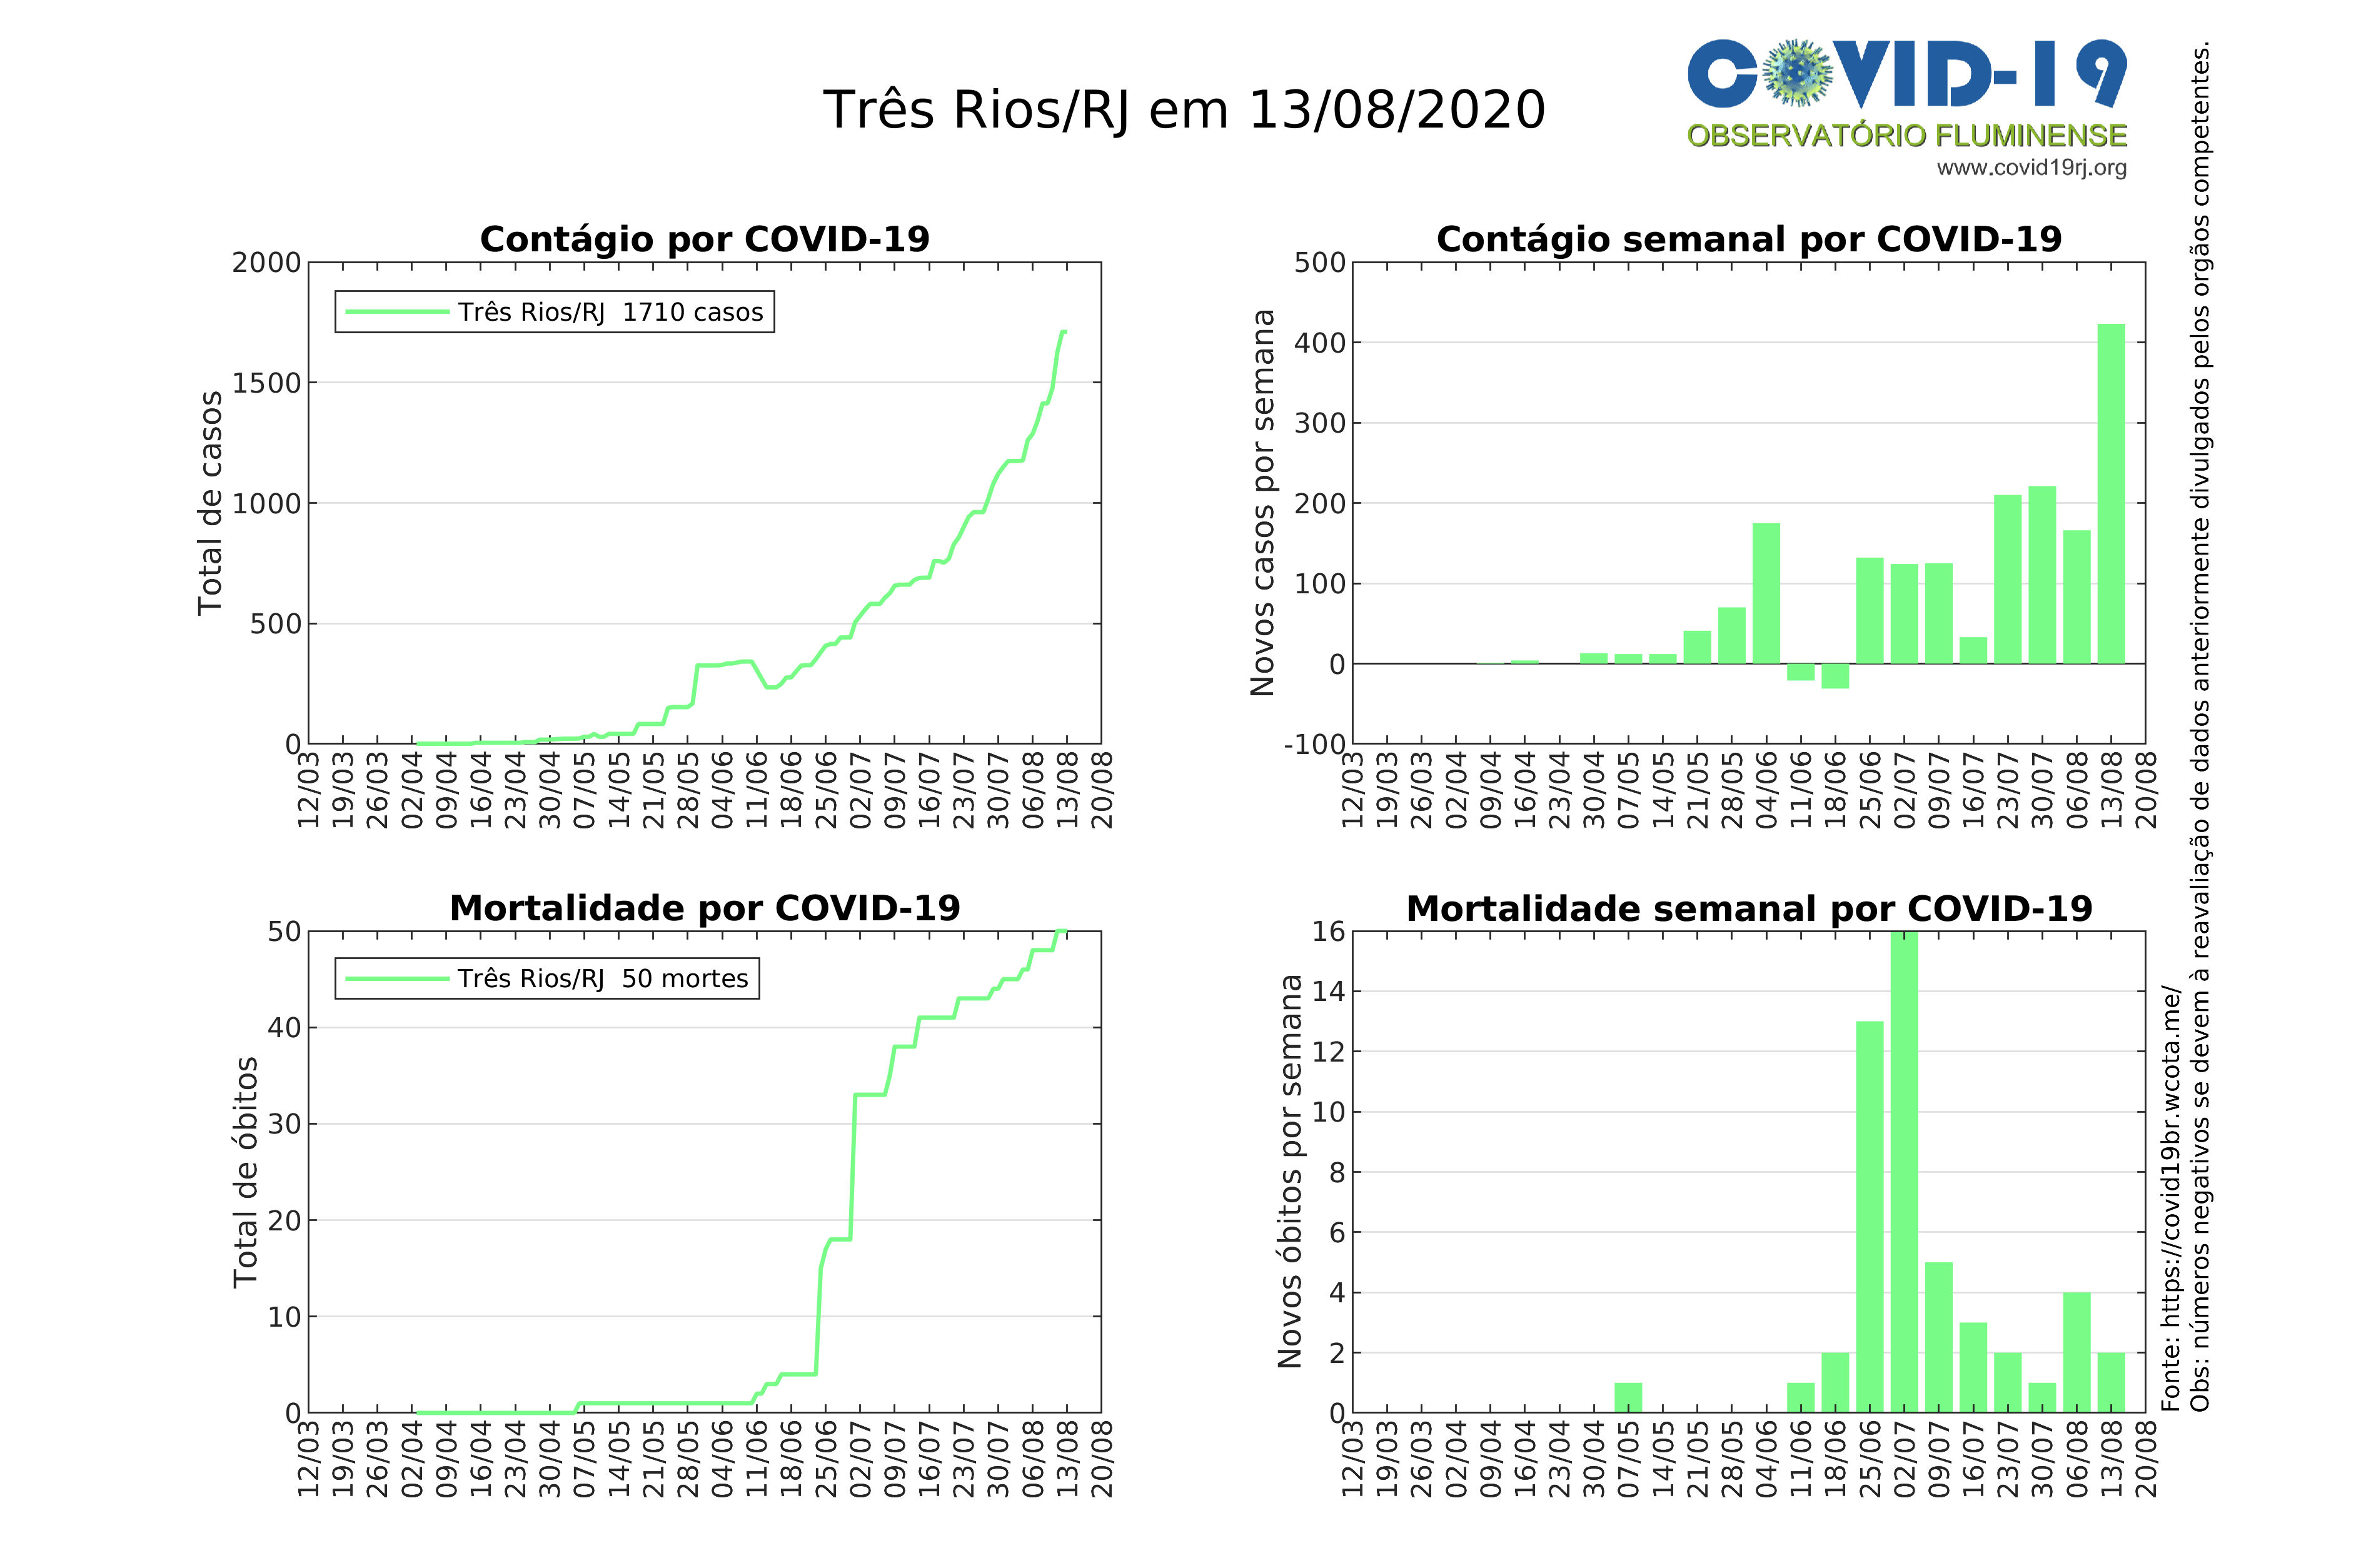 Três Rios/RJ em 13/08/2020
COVID-19
OBSERVATÓRIO FLUMINENSE
www.covid19rj.org
Contágio por COVID-19
Total de casos
2000
1500
1000
500
0
Três Rios/RJ 1710 casos
12/03 19/03 26/03 02/04 09/04 16/04 23/04 30/04 07/05 14/05 21/05 28/05 04/06 11/06 18/06 25/06 02/07 09/07 16/07 23/07 30/07 06/08 13/08 20/08
Contágio semanal por COVID-19
Novos casos por semana
500
400
300
200
100
0
-100
12/03 19/03 26/03 02/04 09/04 16/04 23/04 30/04 07/05 14/05 21/05 28/05 04/06 11/06 18/06 25/06 02/07 09/07 16/07 23/07 30/07 06/08 13/08 20/08
Mortalidade por COVID-19
Total de óbitos
50
40
30
20
10
0
Três Rios/RJ 50 mortes
12/03 19/03 26/03 02/04 09/04 16/04 23/04 30/04 07/05 14/05 21/05 28/05 04/06 11/06 18/06 25/06 02/07 09/07 16/07 23/07 30/07 06/08 13/08 20/08
Mortalidade semanal por COVID-19
Novos óbitos por semana
16
14
12
10
8
6
4
2
0
12/03 19/03 26/03 02/04 09/04 16/04 23/04 30/04 07/05 14/05 21/05 28/05 04/06 11/06 18/06 25/06 02/07 09/07 16/07 23/07 30/07 06/08 13/08 20/08
Fonte: https://covid19br.wcota.me/
Obs: números negativos se devem à reavaliação de dados anteriormente divulgados pelos orgãos competentes.